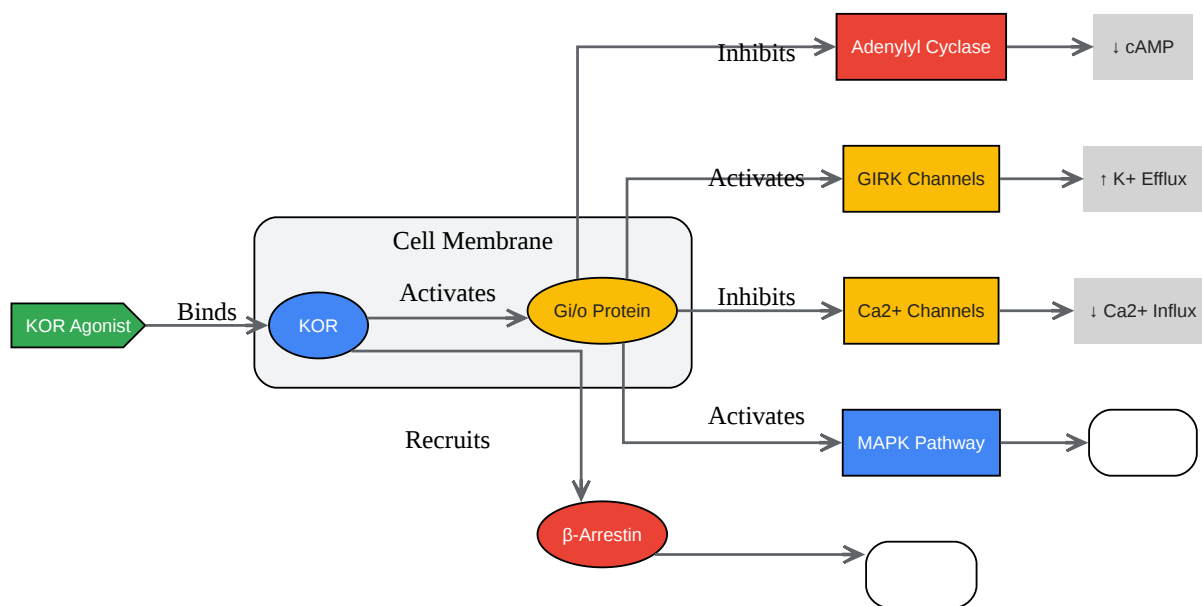 Inhibits
Adenylyl Cyclase
↓ cAMP
Activates
GIRK Channels
↑ K+ Efflux
Cell Membrane
KOR Agonist
Binds
KOR
Activates
Gi/o Protein
Inhibits
Ca2+ Channels
↓ Ca2+ Influx
Activates
MAPK Pathway
Recruits
β-Arrestin